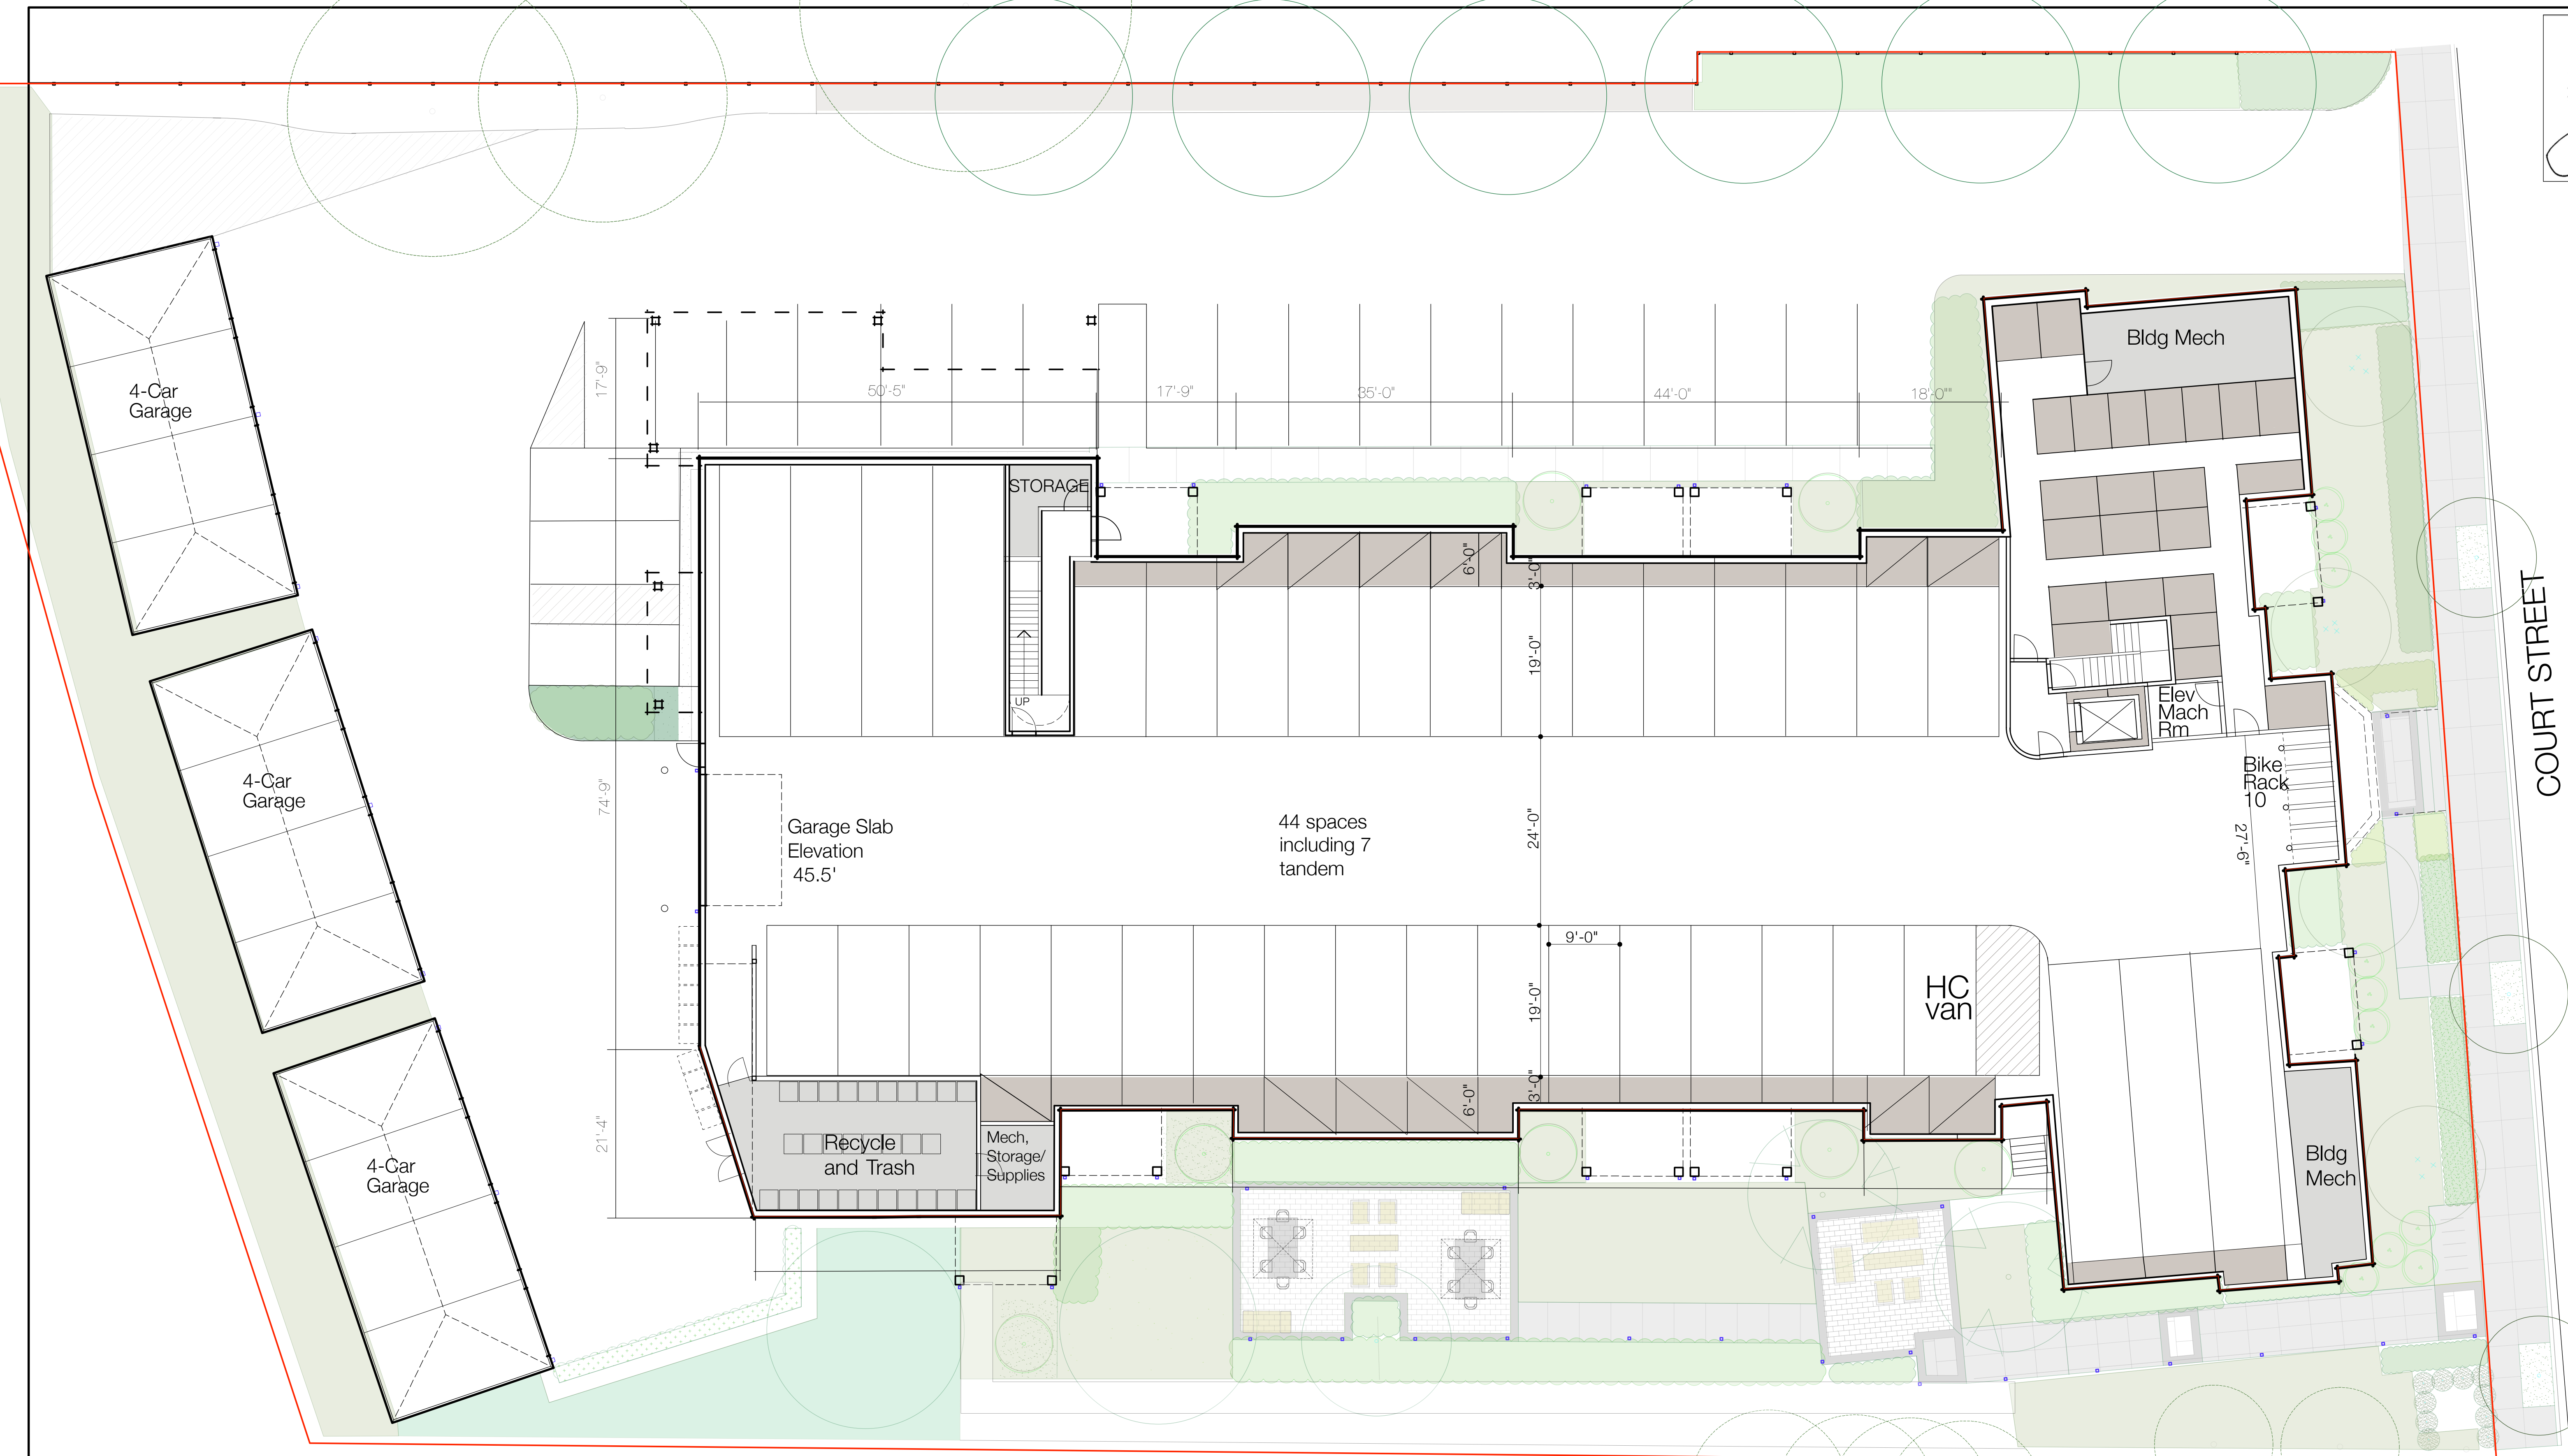 Bldg Mech
4-Car
Garage
17'-9"
50'-5"
17'-9"
35'-0"
44'-0"
18'-0""
STORAGE
6'-0"
3'-0"
19'-0"
UP
Elev
Mach
Rm
COURT STREET
4-Car
Garage
74'-9"
Garage Slab
Elevation
45.5'
44 spaces
including 7
tandem
24'-0"
Bike
Rack
10
27'-6"
9'-0"
HC
van
19'-0"
3'-0"
6'-0"
21'-4"
4-Car
Garage
Recycle
and Trash
Mech,
Storage/
Supplies
Bldg
Mech